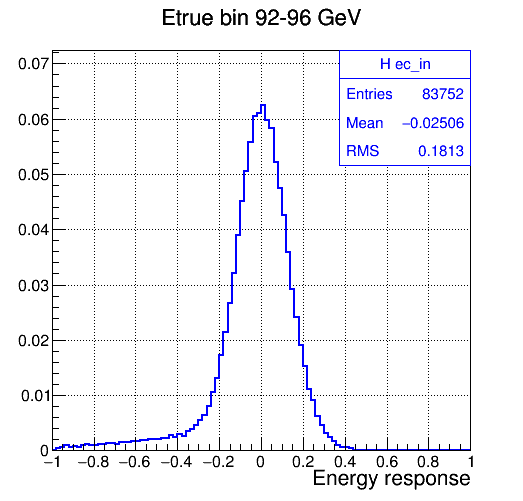 Etrue bin 92-96 GeV
H ec_in
Entries 83752
Mean −0.02506
RMS 0.1813
0.07
0.06
0.05
0.04
0.03
0.02
0.01
0
−1 −0.8 −0.6 −0.4 −0.2 0 0.2 0.4 0.6 0.8 1
Energy response